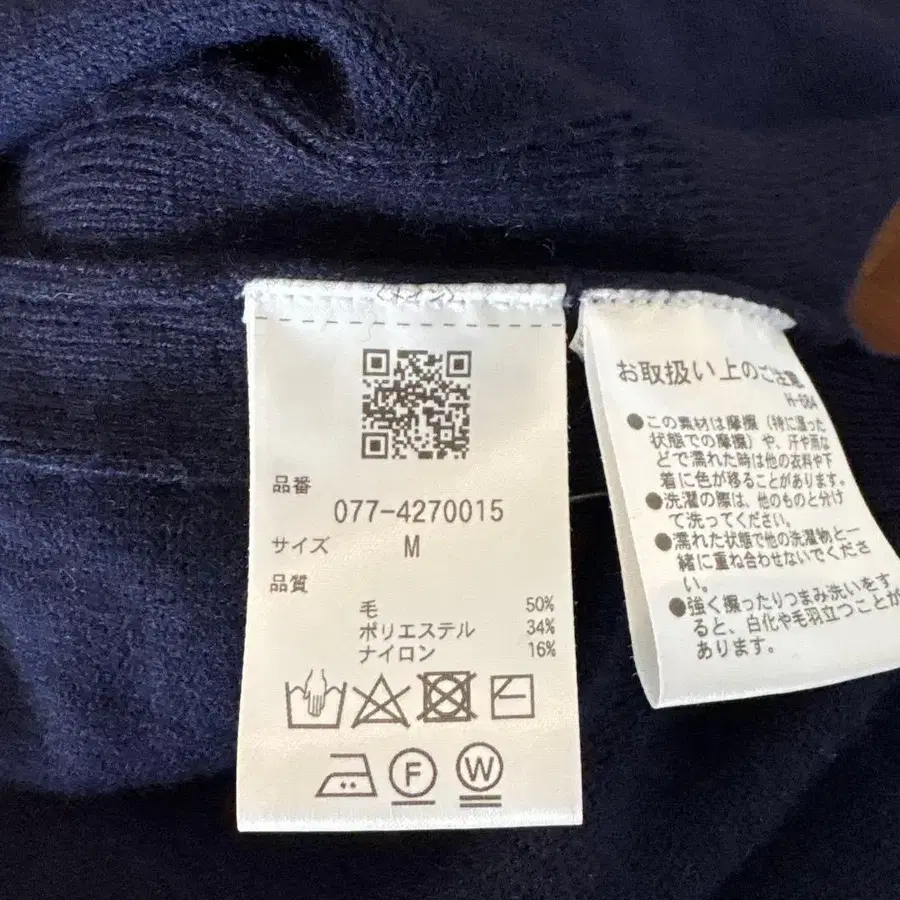 品番
077-4270015
サイズ M
品質
毛 50%
ポリエステル 34%
ナイロン 16%
F W
お取扱い上のご注意
H-684
●この素材は摩擦(特に湿った
状態での摩擦)や、汗や雨な
どで濡れた時は他の衣料や下
着に色が移ることがあります。
●洗濯の際は、他のものと分け
て洗ってください。
●濡れた状態で他の洗濯物と一
緒に重ね合わせないでくださ
い。
●強く擦ったりつまみ洗いをす
ると、白化や毛羽立つことが
あります。